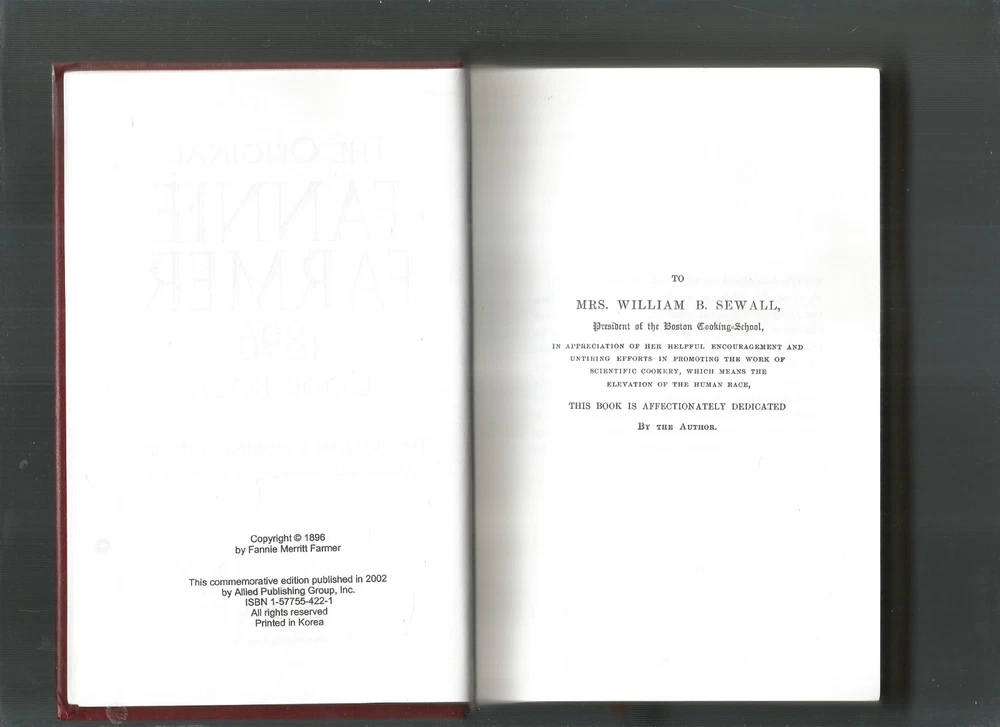 Copyright © 1896
by Fannie Merritt Farmer
This commemorative edition published in 2002
by Allied Publishing Group, Inc.
ISBN 1-57755-422-1
All rights reserved
Printed in Korea
TO
MRS. WILLIAM B. SEWALL,
President of the Boston Cooking-School,
IN APPRECIATION OF HER HELPFUL ENCOURAGEMENT AND
UNTIRING EFFORTS IN PROMOTING THE WORK OF
SCIENTIFIC COOKERY, WHICH MEANS THE
ELEVATION OF THE HUMAN RACE,
THIS BOOK IS AFFECTIONATELY DEDICATED
BY THE AUTHOR.